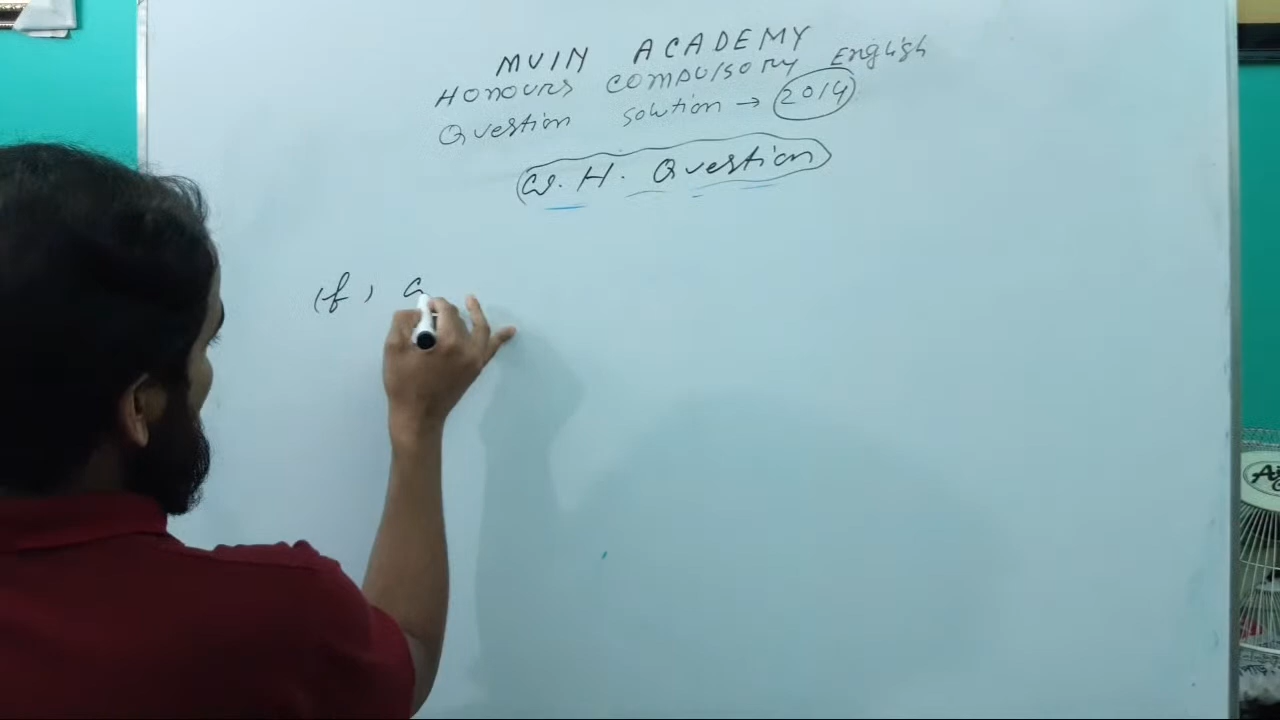 MUIN ACADEMY
HONOURS COMPULSORY English
Question solution → 2014
W. H. Question
(f) a